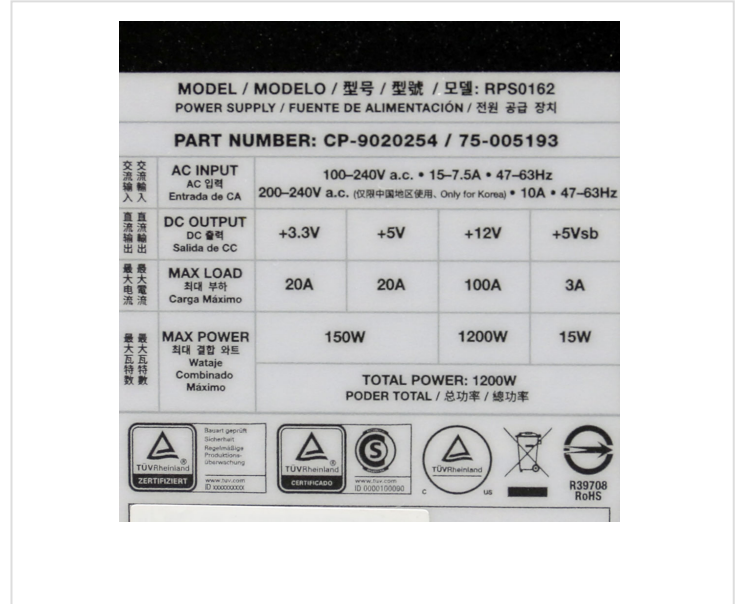 MODEL / MODELO / 型号 / 型號 / 모델: RPS0162
POWER SUPPLY / FUENTE DE ALIMENTACIÓN / 전원 공급 장치
PART NUMBER: CP-9020254 / 75-005193
交流输入
交流輸入
AC INPUT
AC 입력
Entrada de CA
100–240V a.c. • 15–7.5A • 47–63Hz
200–240V a.c. (仅限中国地区使用、Only for Korea) • 10A • 47–63Hz
直流输出
直流輸出
DC OUTPUT
DC 출력
Salida de CC
+3.3V
+5V
+12V
+5Vsb
最大电流
最大電流
MAX LOAD
최대 부하
Carga Máximo
20A
20A
100A
3A
最大瓦特数
最大瓦特數
MAX POWER
최대 결합 와트
Wataje
Combinado
Máximo
150W
1200W
15W
TOTAL POWER: 1200W
PODER TOTAL / 总功率 / 總功率
TÜVRheinland
ZERTIFIZIERT
Bauart geprüft
Sicherheit
Regelmäßige
Produktions-
überwachung
www.tuv.com
TÜVRheinland
CERTIFICADO
S
www.tuv.com
ID 0000100090
TÜVRheinland
c
us
R39708
RoHS